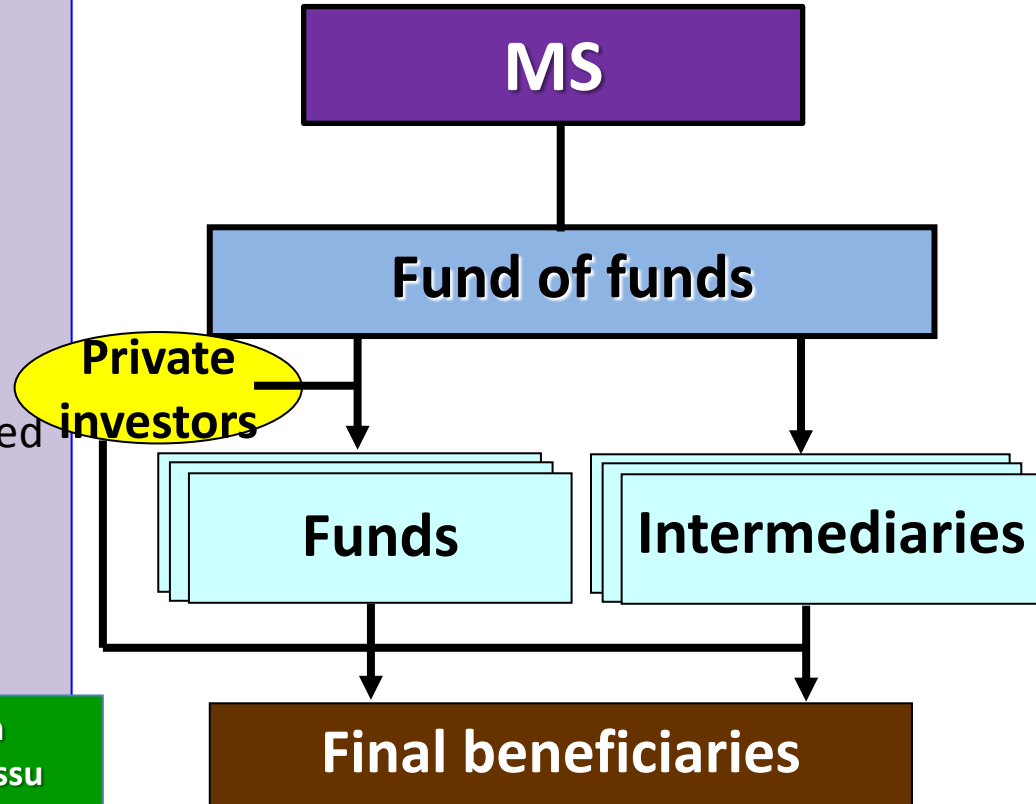 MS
Fund of funds
Private
investors
ed
Funds
Intermediaries
Final beneficiaries
ssu